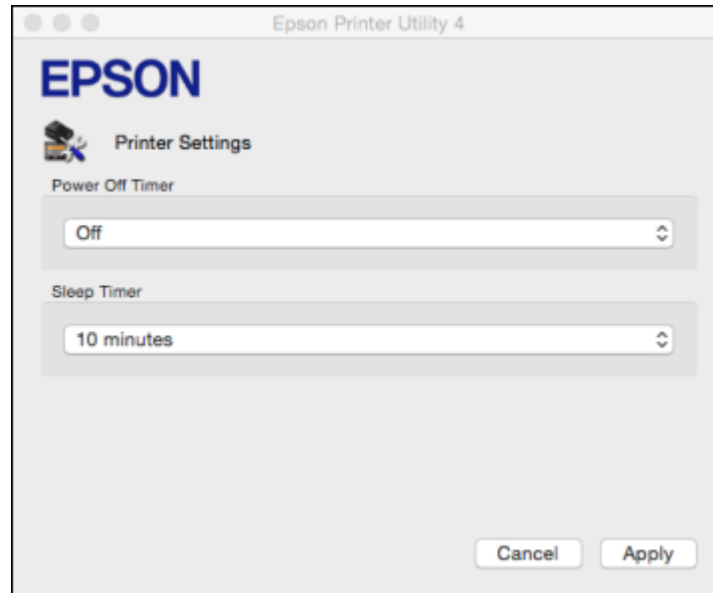 Epson Printer Utility 4
EPSON
Printer Settings
Power Off Timer
Off
Sleep Timer
10 minutes
Cancel Apply